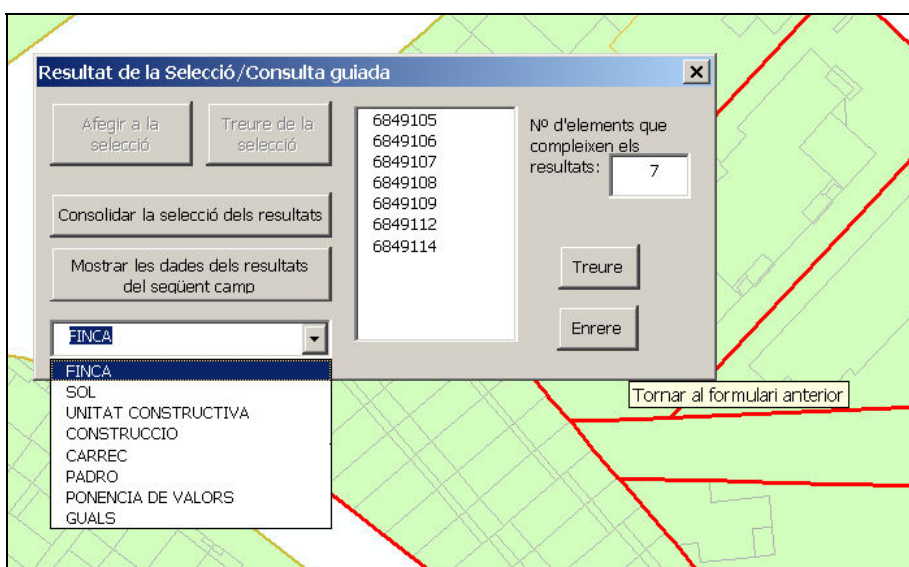 Resultat de la Selecció/Consulta guiada
Afegir a la
selecció
Treure de la
selecció
Consolidar la selecció dels resultats
Mostrar les dades dels resultats
del següent camp
FINCA
FINCA
SOL
UNITAT CONSTRUCTIVA
CONSTRUCCIO
CARREC
PADRO
PONENCIA DE VALORS
GUALS
6849105
6849106
6849107
6849108
6849109
6849112
6849114
Nº d'elements que
compleixen els
resultats:
7
Treure
Enrere
Tornar al formulari anterior